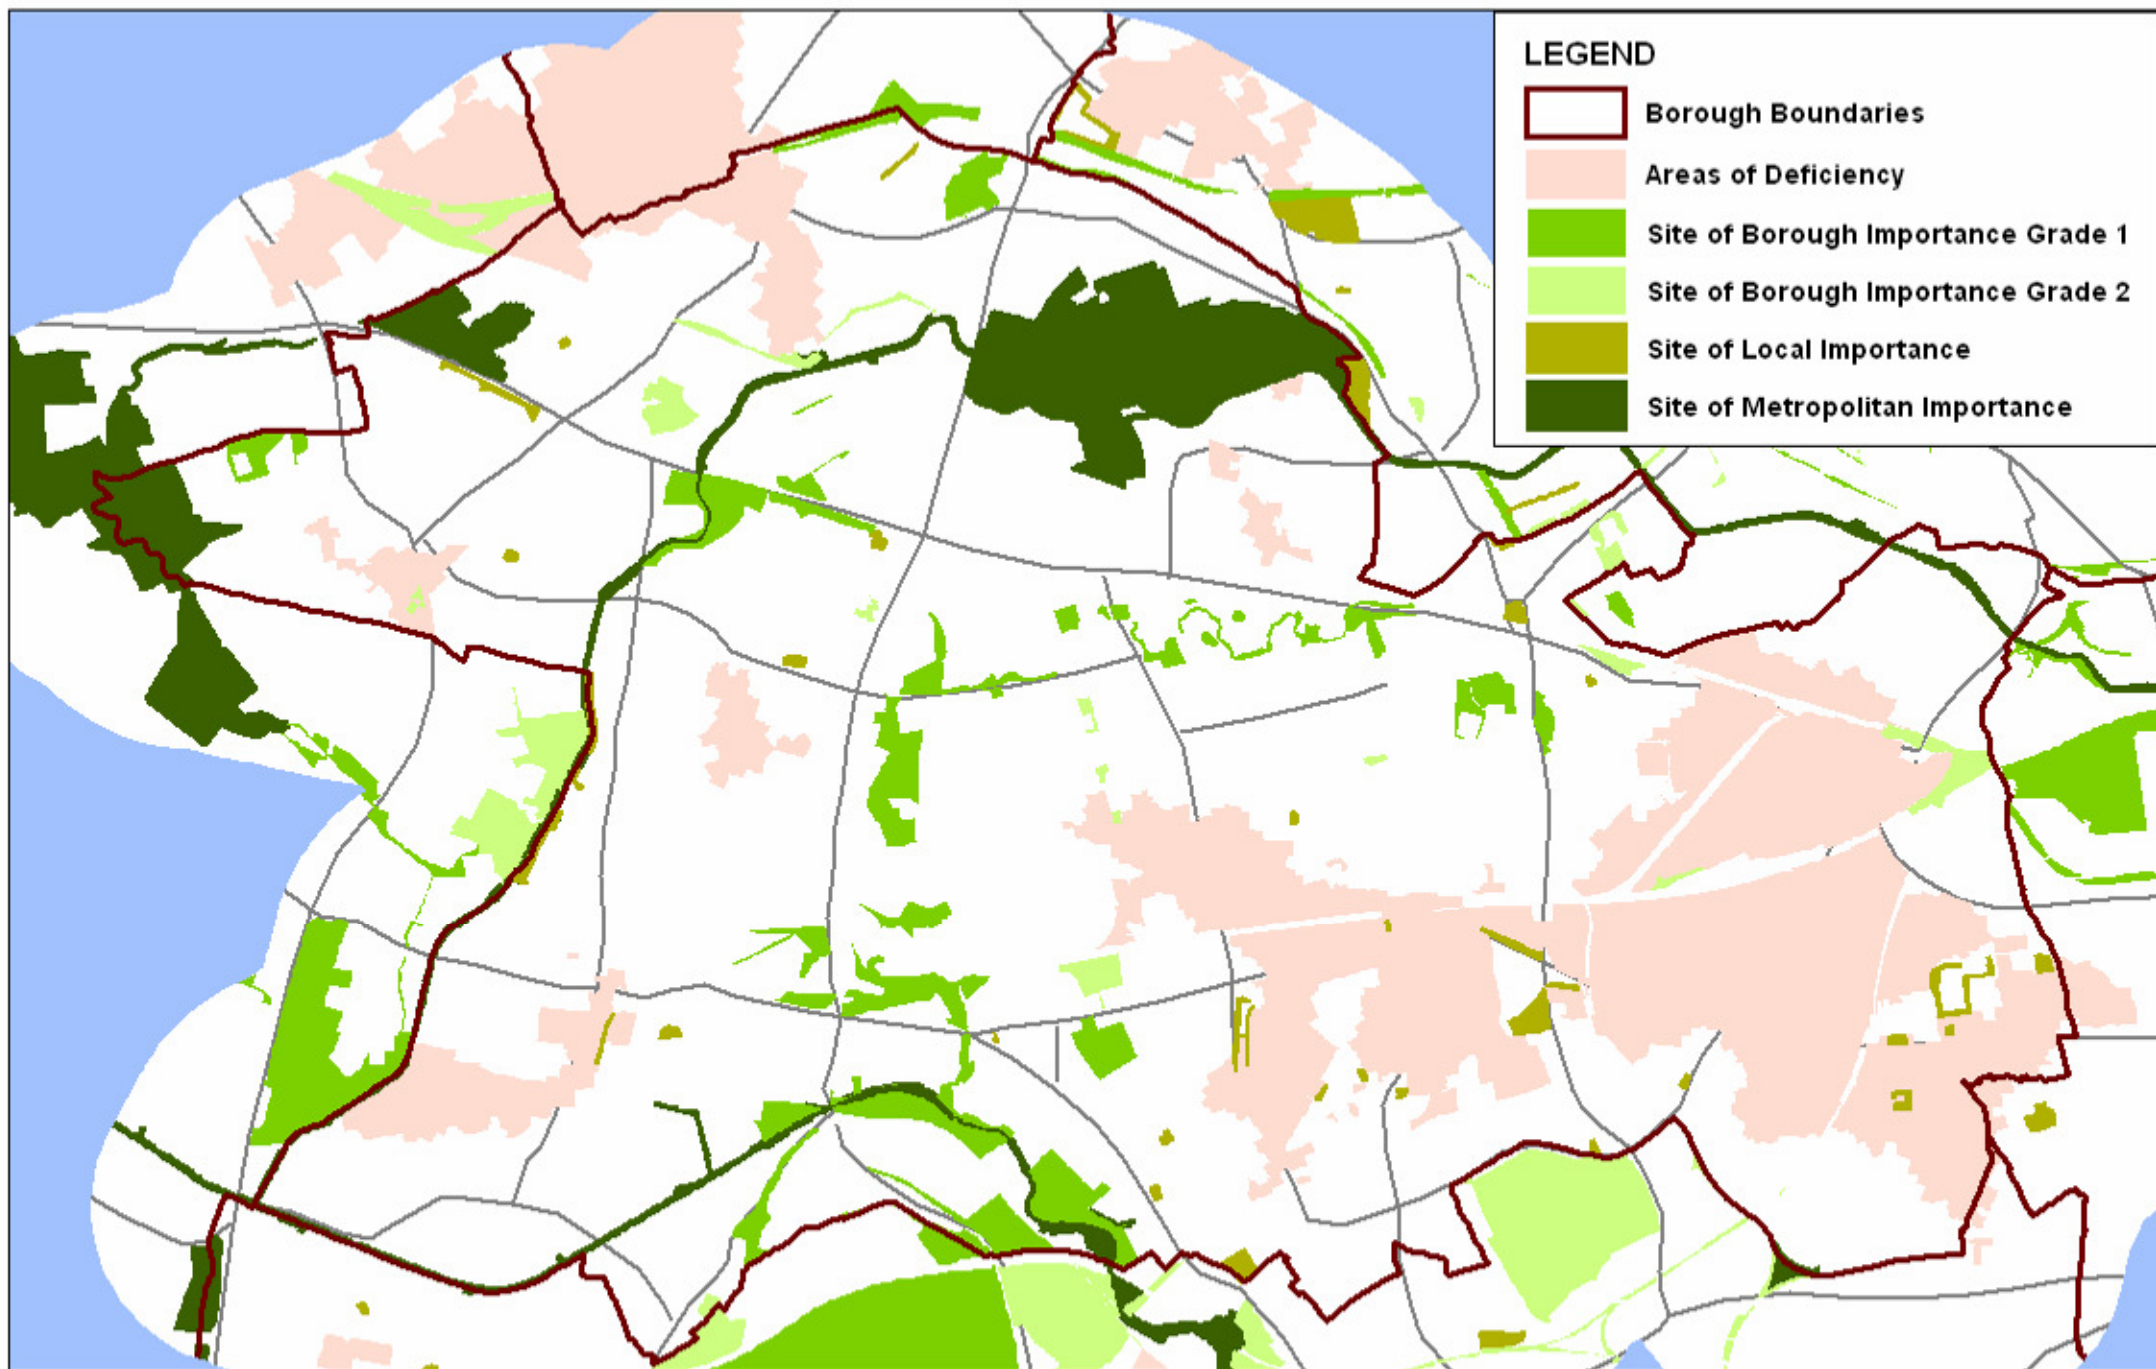 LEGEND
Borough Boundaries
Areas of Deficiency
Site of Borough Importance Grade 1
Site of Borough Importance Grade 2
Site of Local Importance
Site of Metropolitan Importance